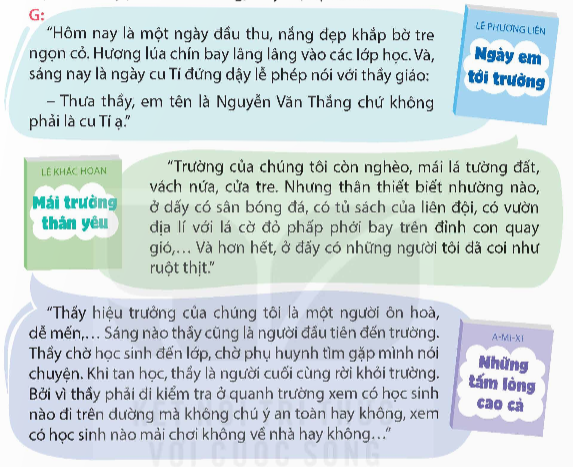 G:
"Hôm nay là một ngày đầu thu, nắng đẹp khắp bờ tre
ngọn cỏ. Hương lúa chín bay lâng lâng vào các lớp học. Và,
sáng nay là ngày cu Tí đứng dậy lễ phép nói với thầy giáo:
– Thưa thầy, em tên là Nguyễn Văn Thắng chứ không
phải là cu Tí ạ."
LÊ PHƯƠNG LIÊN
Ngày em
tới trường
LÊ KHẮC HOAN
Mái trường
thân yêu
"Trường của chúng tôi còn nghèo, mái lá tường đất,
vách nứa, cửa tre. Nhưng thân thiết biết nhường nào,
ở đấy có sân bóng đá, có tủ sách của liên đội, có vườn
địa lí với lá cờ đỏ phấp phới bay trên đỉnh con quay
gió,... Và hơn hết, ở đấy có những người tôi đã coi như
ruột thịt."
"Thầy hiệu trưởng của chúng tôi là một người ôn hoà,
dễ mến,... Sáng nào thầy cũng là người đầu tiên đến trường.
Thầy chờ học sinh đến lớp, chờ phụ huynh tìm gặp mình nói
chuyện. Khi tan học, thầy là người cuối cùng rời khỏi trường.
Bởi vì thầy phải đi kiểm tra ở quanh trường xem có học sinh
nào đi trên đường mà không chú ý an toàn hay không, xem
có học sinh nào mải chơi không về nhà hay không..."
A-MI-XI
Những
tấm lòng
cao cả
VỚI CUỘC SỐNG